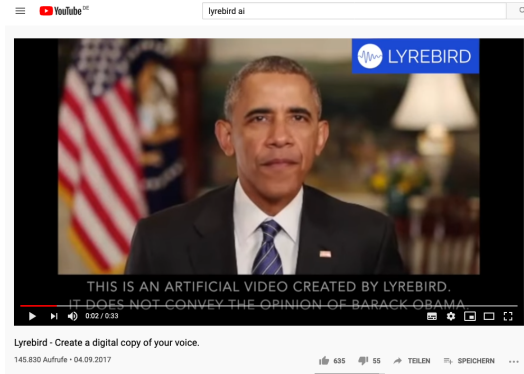 YouTube DE
lyrebird ai
LYREBIRD
THIS IS AN ARTIFICIAL VIDEO CREATED BY LYREBIRD.
IT DOES NOT CONVEY THE OPINION OF BARACK OBAMA.
0:02 / 0:33
Lyrebird - Create a digital copy of your voice.
145.830 Aufrufe • 04.09.2017
635 55 TEILEN SPEICHERN